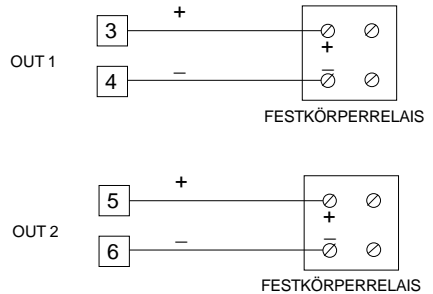 3 +
+
OUT 1
4 –
–
FESTKÖRPERRELAIS
5 +
+
OUT 2
6 –
–
FESTKÖRPERRELAIS